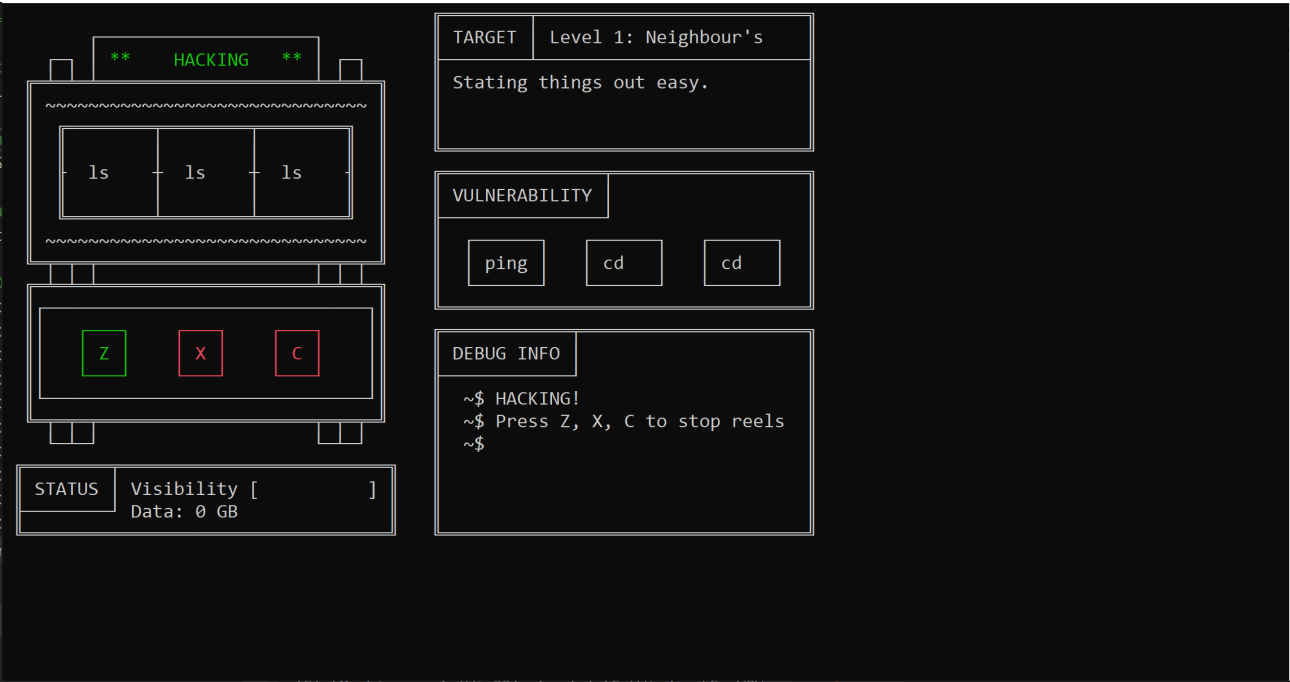 ** HACKING **
~~~~~~~~~~~~~~~~~~~~~~~~~~~~~~
ls ls ls
~~~~~~~~~~~~~~~~~~~~~~~~~~~~~~
Z X C
STATUS Visibility [ ]
Data: 0 GB
TARGET Level 1: Neighbour's
Stating things out easy.
VULNERABILITY
ping cd cd
DEBUG INFO
~$ HACKING!
~$ Press Z, X, C to stop reels
~$